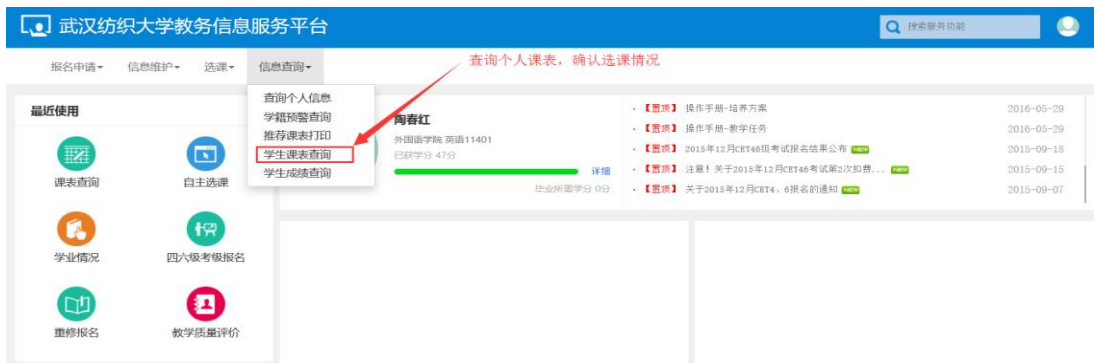 武汉纺织大学教务信息服务平台
搜索服务功能
报名申请 信息维护 选课 信息查询
查询个人课表，确认选课情况
查询个人信息
学籍预警查询
推荐课表打印
学生课表查询
学生成绩查询
最近使用
课表查询 自主选课
学业情况 四六级考级报名
重修报名 教学质量评价
陶春红
外国语学院 英语11401
已获学分 47分
详细
毕业所需学分 0分
【置顶】 操作手册-培养方案 2016-05-29
【置顶】 操作手册-教学任务 2016-05-29
【置顶】 2015年12月CET46级考试报名结果公布 NEW 2015-09-18
【置顶】 注意！关于2015年12月CET46考试第2次扣费... NEW 2015-09-15
【置顶】 关于2015年12月CET4、6报名的通知 NEW 2015-09-07